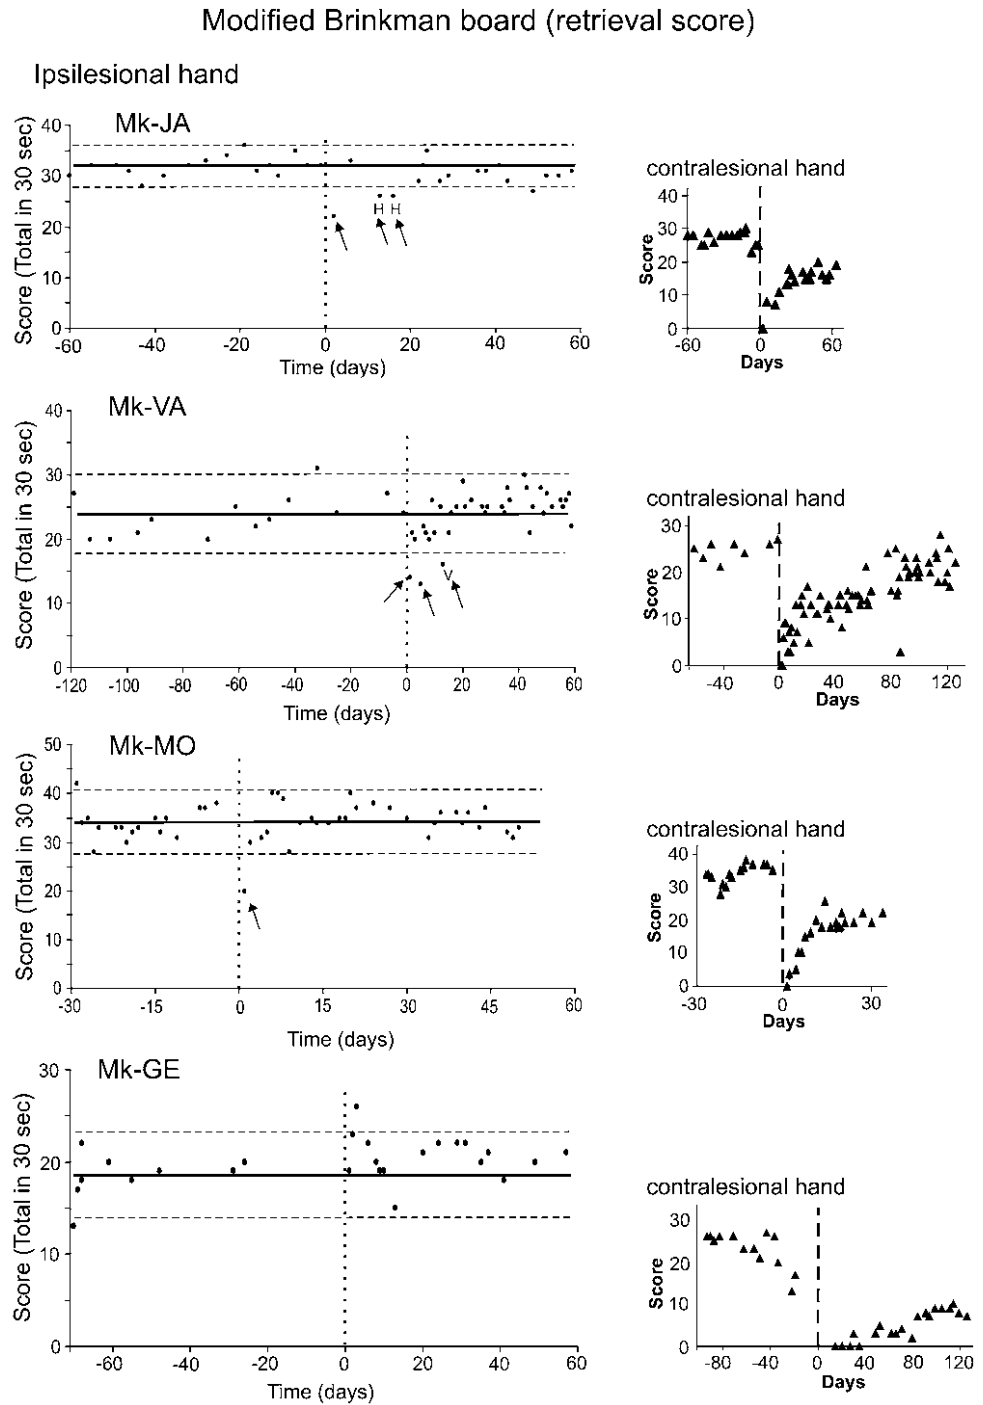 Modified Brinkman board (retrieval score)
Ipsilesional hand
Mk-JA
Score (Total in 30 sec)
40
30
20
10
0
H H
-60 -40 -20 0 20 40 60
Time (days)
contralesional hand
Score
40
30
20
10
0
-60 0 60
Days
Mk-VA
Score (Total in 30 sec)
40
30
20
10
0
V
-120 -100 -80 -60 -40 -20 0 20 40 60
Time (days)
contralesional hand
Score
30
20
10
0
-40 0 40 80 120
Days
Mk-MO
Score (Total in 30 sec)
50
40
30
20
10
0
-30 -15 0 15 30 45 60
Time (days)
contralesional hand
Score
40
30
20
10
0
-30 0 30
Days
Mk-GE
Score (Total in 30 sec)
30
20
10
0
-60 -40 -20 0 20 40 60
Time (days)
contralesional hand
Score
30
20
10
0
-80 -40 0 40 80 120
Days